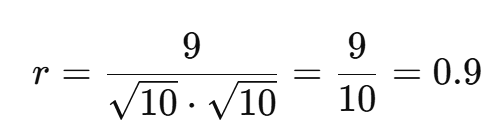 r = 9 / (√10 · √10) = 9/10 = 0.9